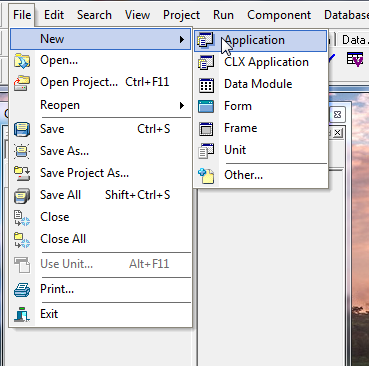 File Edit Search View Project Run Component Database
New
Open...
Open Project... Ctrl+F11
Reopen
Save Ctrl+S
Save As...
Save Project As...
Save All Shift+Ctrl+S
Close
Close All
Use Unit... Alt+F11
Print...
Exit
Application
CLX Application
Data Module
Form
Frame
Unit
Other...
Data